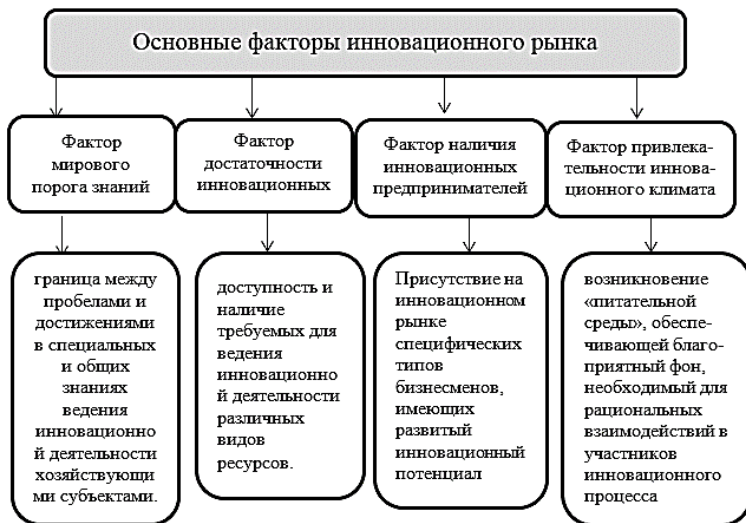 Основные факторы инновационного рынка
Фактор
мирового
порога знаний
Фактор
достаточности
инновационных
Фактор наличия
инновационных
предпринимателей
Фактор привлека-
тельности иннова-
ционного климата
граница между
пробелами и
достижениями
в специальных
и общих
знаниях
ведения
инновационно
й деятельности
хозяйствующи
ми субъектами.
доступность и
наличие
требуемых для
ведения
инновационно
й деятельности
различных
видов
ресурсов.
Присутствие на
инновационном
рынке
специфических
типов
бизнесменов,
имеющих
развитый
инновационный
потенциал
возникновение
«питательной
среды», обеспе-
чивающей благо-
приятный фон,
необходимый для
рациональных
взаимодействий в
участников
инновационного
процесса